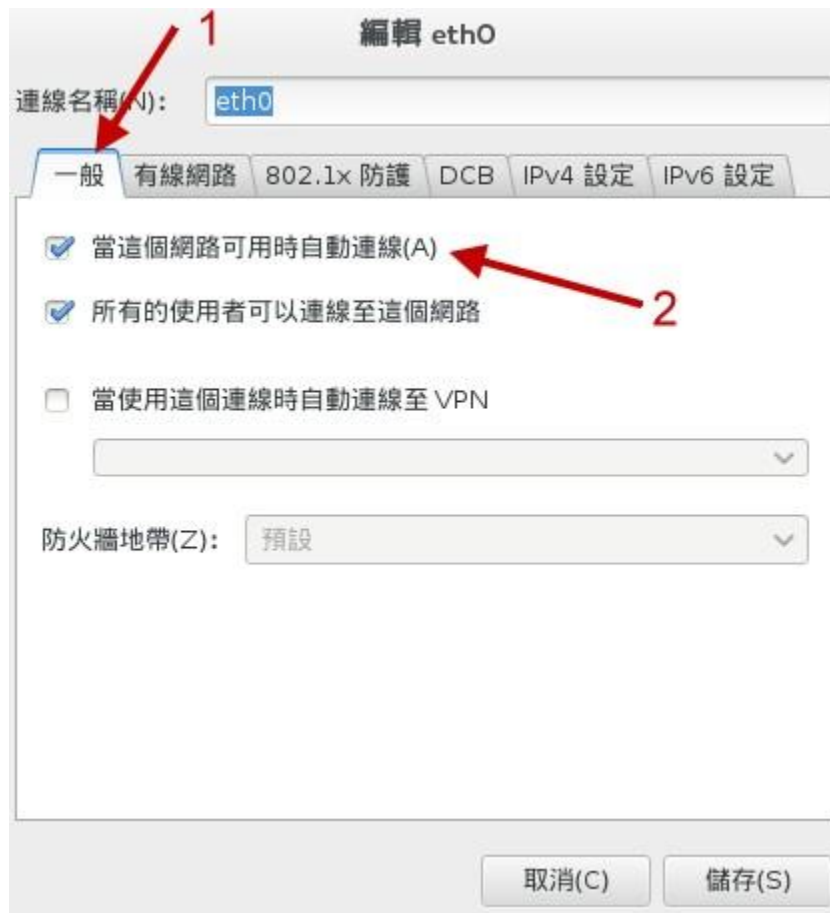 1
編輯 eth0
連線名稱(N): eth0
一般 有線網路 802.1x 防護 DCB IPv4 設定 IPv6 設定
當這個網路可用時自動連線(A)
2
所有的使用者可以連線至這個網路
當使用這個連線時自動連線至 VPN
防火牆地帶(Z): 預設
取消(C) 儲存(S)